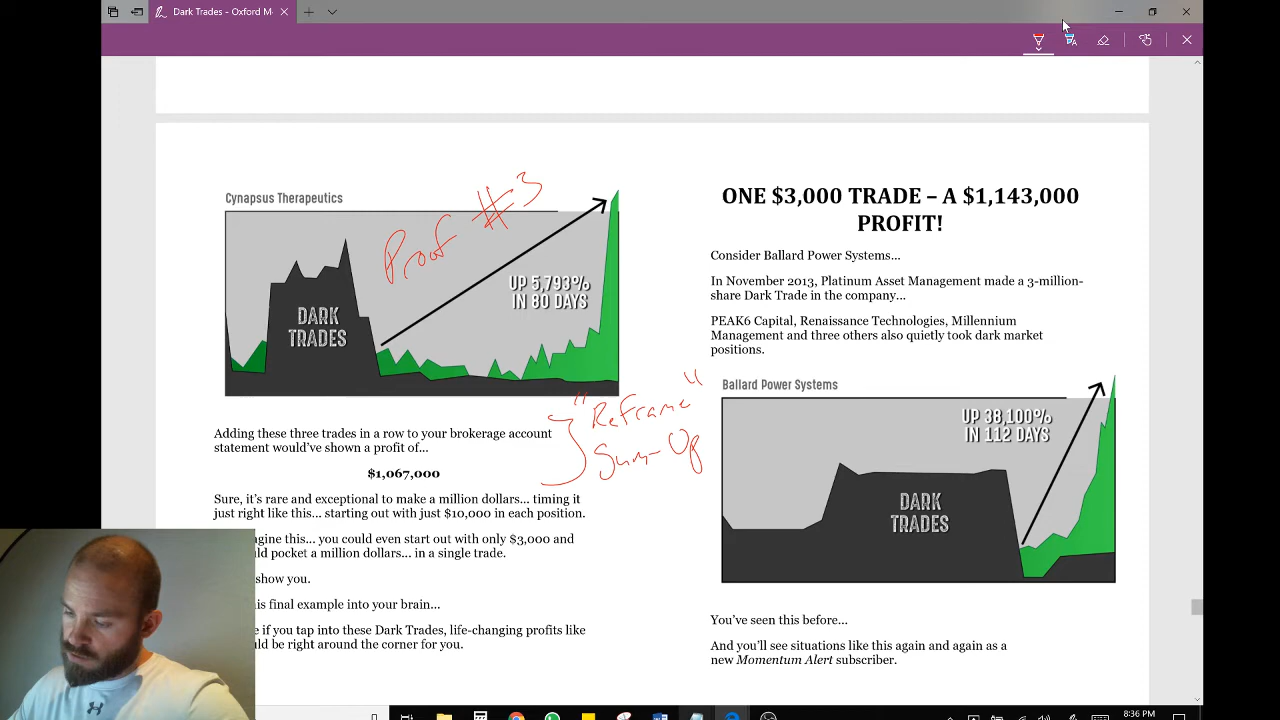 Dark Trades - Oxford M
Cynapsus Therapeutics
Proof #3
UP 5,793%
IN 80 DAYS
DARK
TRADES
"Reframe"
Sum-Up
Adding these three trades in a row to your brokerage account
statement would've shown a profit of...
$1,067,000
Sure, it's rare and exceptional to make a million dollars... timing it
just right like this... starting out with just $10,000 in each position.
agine this... you could even start out with only $3,000 and
ld pocket a million dollars... in a single trade.
show you.
is final example into your brain...
e if you tap into these Dark Trades, life-changing profits like
uld be right around the corner for you.
ONE $3,000 TRADE – A $1,143,000
PROFIT!
Consider Ballard Power Systems...
In November 2013, Platinum Asset Management made a 3-million-
share Dark Trade in the company...
PEAK6 Capital, Renaissance Technologies, Millennium
Management and three others also quietly took dark market
positions.
Ballard Power Systems
UP 38,100%
IN 112 DAYS
DARK
TRADES
You've seen this before...
And you'll see situations like this again and again as a
new Momentum Alert subscriber.
8:36 PM